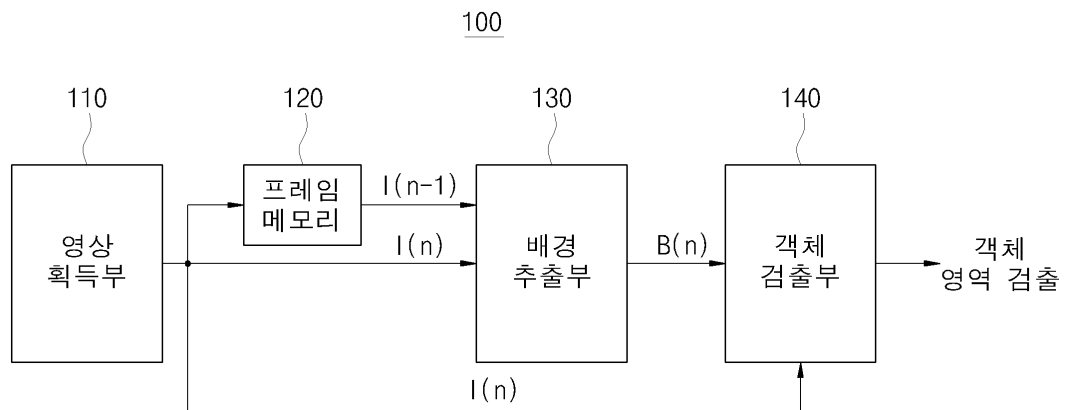 100
110
120
130
140
프레임
메모리
I(n-1)
영상
획득부
I(n)
배경
추출부
B(n)
객체
검출부
객체
영역 검출
I(n)